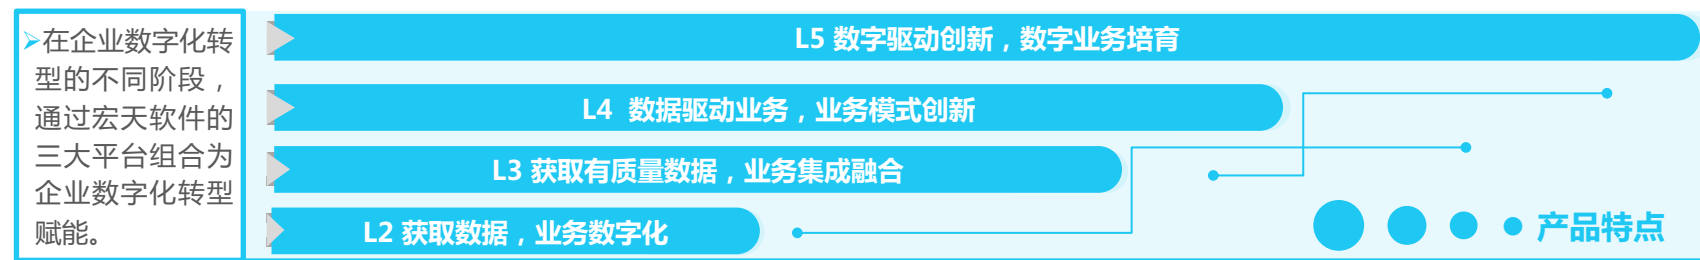 ➢在企业数字化转
型的不同阶段，
通过宏天软件的
三大平台组合为
企业数字化转型
赋能。
L5 数字驱动创新，数字业务培育
L4 数据驱动业务，业务模式创新
L3 获取有质量数据，业务集成融合
L2 获取数据，业务数字化
产品特点